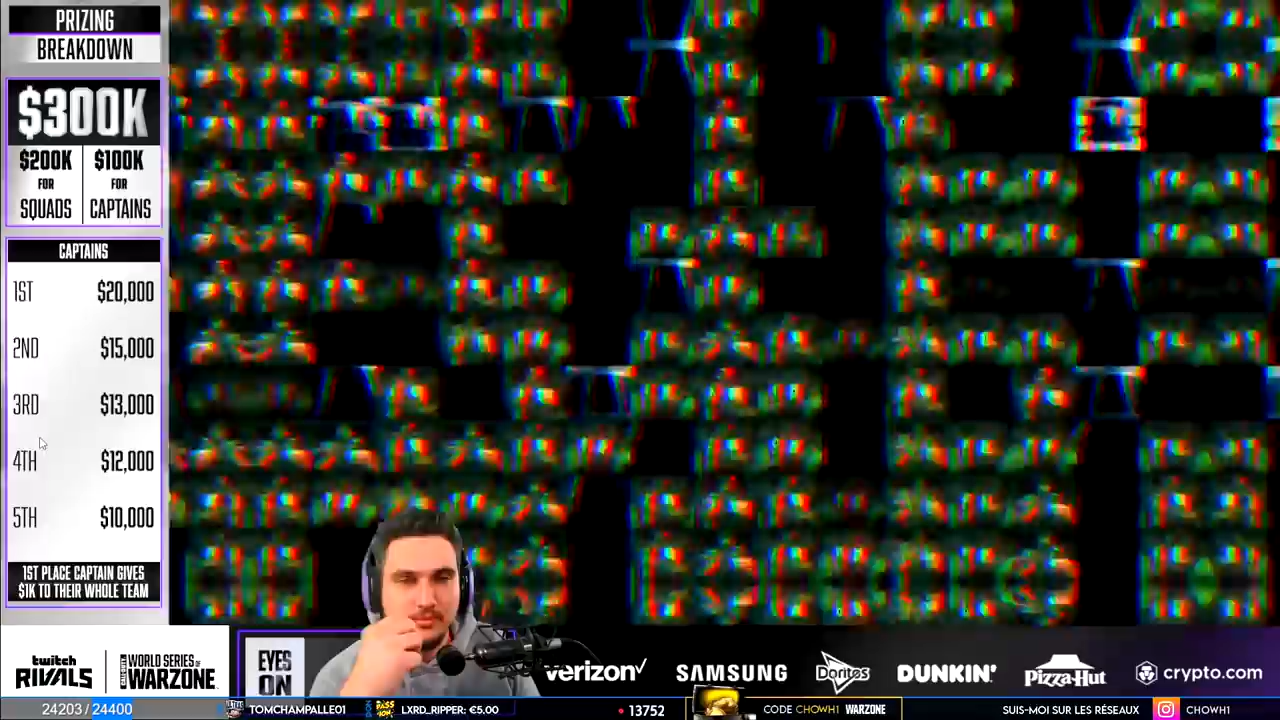 PRIZING
BREAKDOWN
$300K
$200K
FOR
SQUADS
$100K
FOR
CAPTAINS
CAPTAINS
1ST $20,000
2ND $15,000
3RD $13,000
4TH $12,000
5TH $10,000
1ST PLACE CAPTAIN GIVES
$1K TO THEIR WHOLE TEAM
twitch
RIVALS
WORLD SERIES OF
WARZONE
EYES
ON
verizon✓ SAMSUNG Doritos DUNKIN' Pizza Hut crypto.com
24203 / 24400 TOMCHAMPALLE01 LXRD_RIPPER: €5.00 13752 CODE CHOWH1 WARZONE SUIS-MOI SUR LES RÉSEAUX CHOWH1